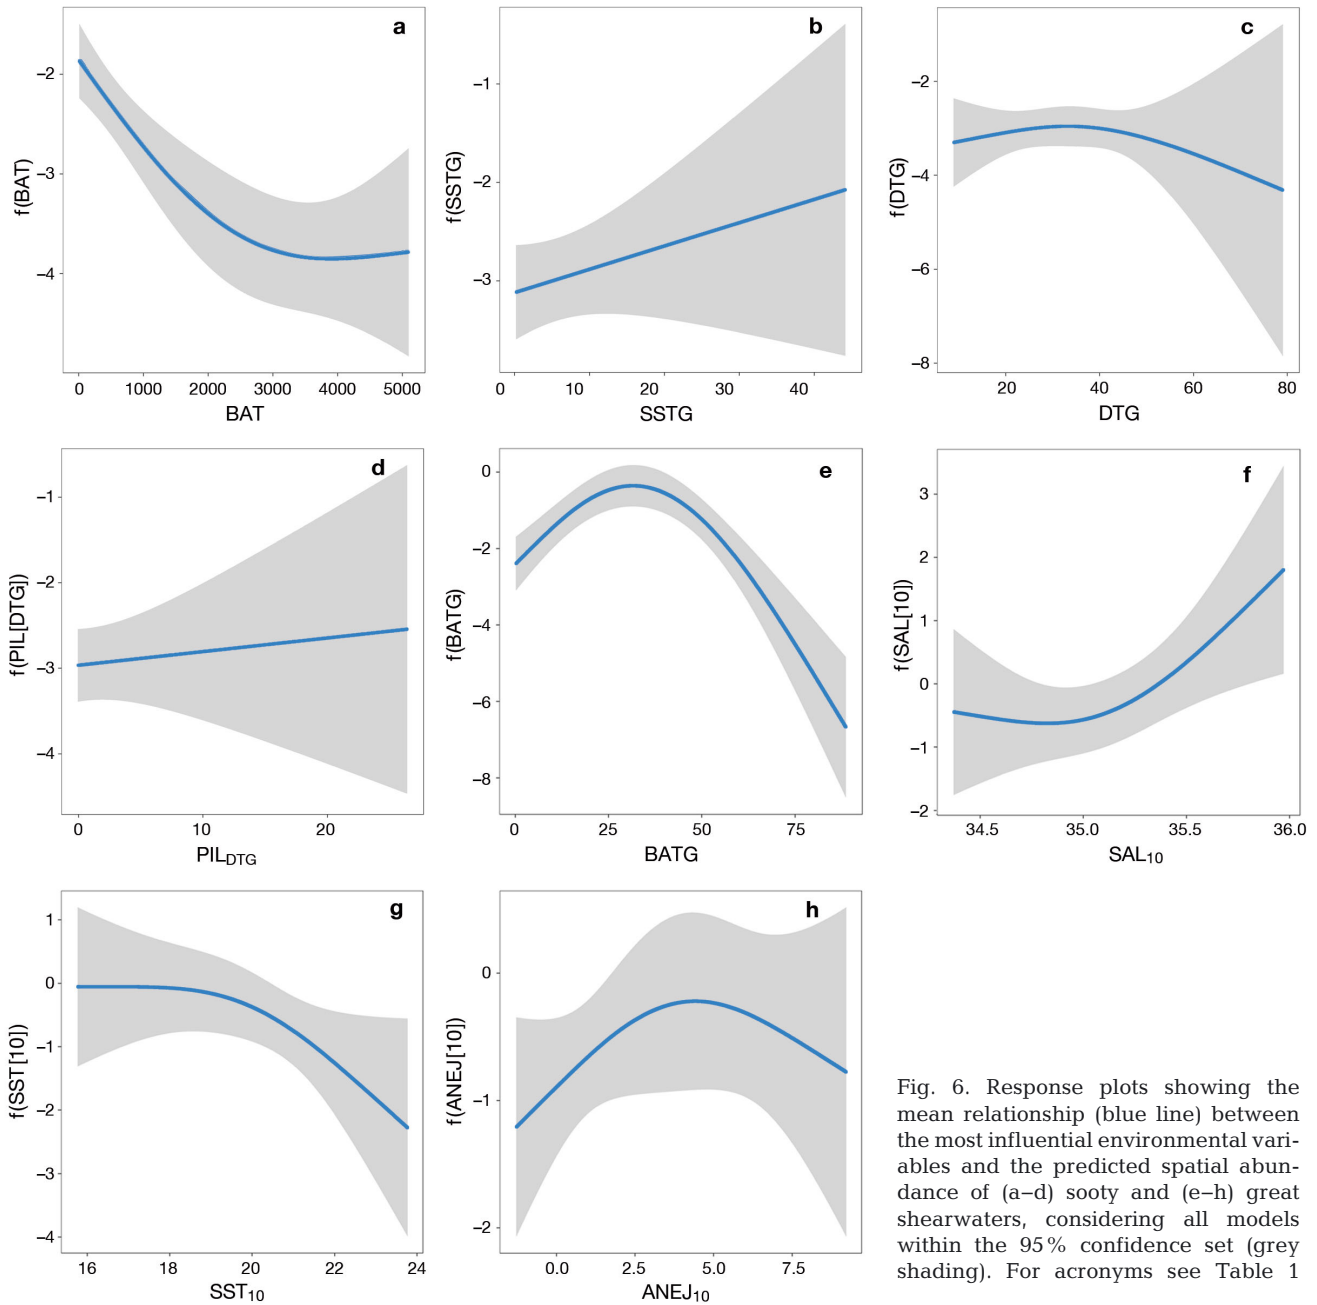 a
−2
−3
−4
f(BAT)
0 1000 2000 3000 4000 5000
BAT
b
−1
−2
−3
f(SSTG)
0 10 20 30 40
SSTG
c
−2
−4
−6
−8
f(DTG)
20 40 60 80
DTG
d
−1
−2
−3
−4
f(PIL[DTG])
0 10 20
PIL_DTG
e
0
−2
−4
−6
−8
f(BATG)
0 25 50 75
BATG
f
3
2
1
0
−1
−2
f(SAL[10])
34.5 35.0 35.5 36.0
SAL₁₀
g
1
0
−1
−2
−3
−4
f(SST[10])
16 18 20 22 24
SST₁₀
h
0
−1
−2
f(ANEJ[10])
0.0 2.5 5.0 7.5
ANEJ₁₀
Fig. 6. Response plots showing the
mean relationship (blue line) between
the most influential environmental vari-
ables and the predicted spatial abun-
dance of (a−d) sooty and (e−h) great
shearwaters, considering all models
within the 95% confidence set (grey
shading). For acronyms see Table 1